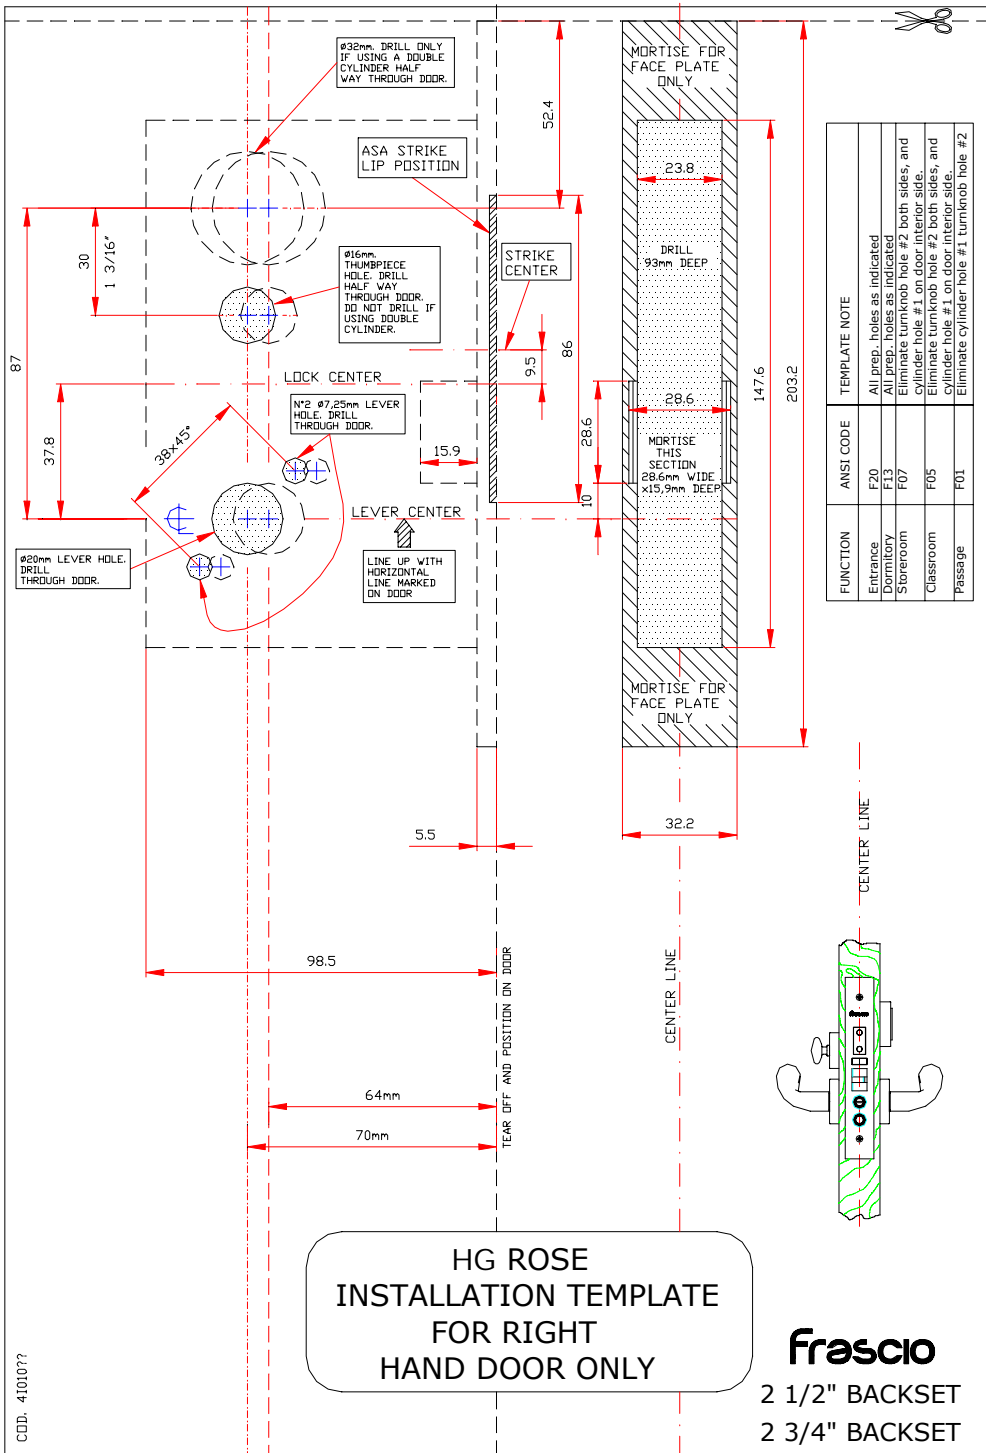 ø32mm. DRILL ONLY
IF USING A DOUBLE
CYLINDER HALF
WAY THROUGH DOOR.
MORTISE FOR
FACE PLATE
ONLY
52.4
ASA STRIKE
LIP POSITION
23.8
30
1 3/16"
ø16mm.
THUMBPIECE
HOLE. DRILL
HALF WAY
THROUGH DOOR.
DO NOT DRILL IF
USING DOUBLE
CYLINDER.
STRIKE
CENTER
DRILL
93mm DEEP
87
86
9.5
LOCK CENTER
147.6
203.2
N°2 ø7,25mm LEVER
HOLE. DRILL
THROUGH DOOR.
28.6
28.6
37.8
38x45°
15.9
MORTISE
THIS
SECTION
28.6mm WIDE
x15,9mm DEEP
10
LEVER CENTER
ø20mm LEVER HOLE.
DRILL
THROUGH DOOR.
LINE UP WITH
HORIZONTAL
LINE MARKED
ON DOOR
MORTISE FOR
FACE PLATE
ONLY
FUNCTION ANSI CODE TEMPLATE NOTE
Entrance F20 All prep. holes as indicated
Dormitory F13 All prep. holes as indicated
Storeroom F07 Eliminate turnknob hole #2 both sides, and
cylinder hole #1 on door interior side.
Classroom F05 Eliminate turnknob hole #2 both sides, and
cylinder hole #1 on door interior side.
Passage F01 Eliminate cylinder hole #1 turnknob hole #2
5.5
32.2
CENTER LINE
98.5
TEAR OFF AND POSITION ON DOOR
CENTER LINE
frascio
64mm
70mm
HG ROSE
INSTALLATION TEMPLATE
FOR RIGHT
HAND DOOR ONLY
frascio
2 1/2" BACKSET
2 3/4" BACKSET
COD. 41010??